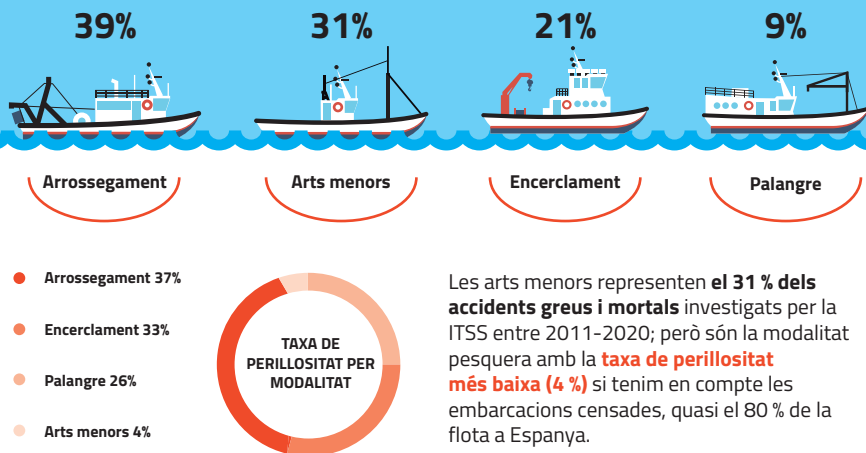 39%
31%
21%
9%
Arrossegament
Arts menors
Encerclament
Palangre
Arrossegament 37%
Encerclament 33%
Palangre 26%
Arts menors 4%
TAXA DE
PERILLOSITAT PER
MODALITAT
Les arts menors representen el 31 % dels
accidents greus i mortals investigats per la
ITSS entre 2011-2020; però són la modalitat
pesquera amb la taxa de perillositat
més baixa (4 %) si tenim en compte les
embarcacions censades, quasi el 80 % de la
flota a Espanya.